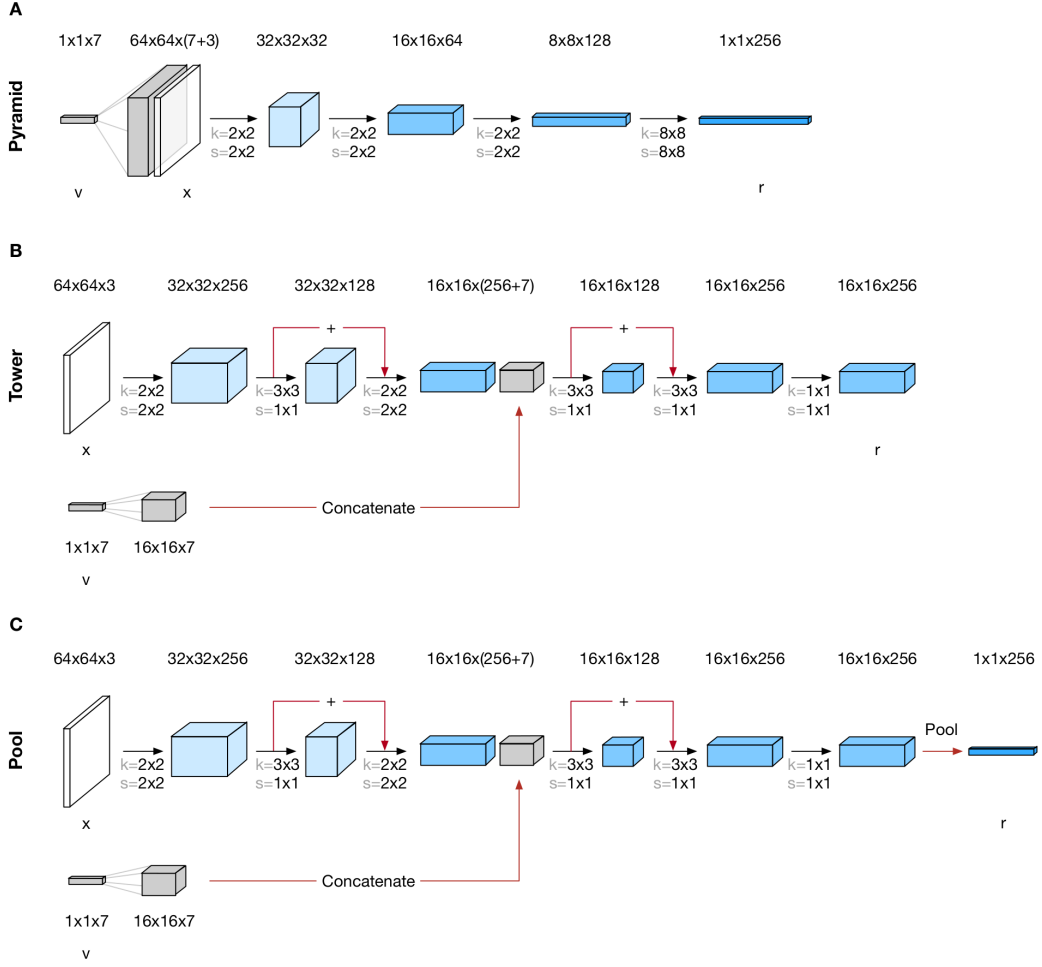 A
1x1x7 64x64x(7+3) 32x32x32 16x16x64 8x8x128 1x1x256
Pyramid
k=2x2 k=2x2 k=2x2 k=8x8
s=2x2 s=2x2 s=2x2 s=8x8
v x r
B
64x64x3 32x32x256 32x32x128 16x16x(256+7) 16x16x128 16x16x256 16x16x256
+ +
Tower
k=2x2 k=3x3 k=2x2 k=3x3 k=3x3 k=1x1
s=2x2 s=1x1 s=2x2 s=1x1 s=1x1 s=1x1
x r
Concatenate
1x1x7 16x16x7
v
C
64x64x3 32x32x256 32x32x128 16x16x(256+7) 16x16x128 16x16x256 16x16x256 1x1x256
+ +
Pool
Pool
k=2x2 k=3x3 k=2x2 k=3x3 k=3x3 k=1x1
s=2x2 s=1x1 s=2x2 s=1x1 s=1x1 s=1x1
x r
Concatenate
1x1x7 16x16x7
v